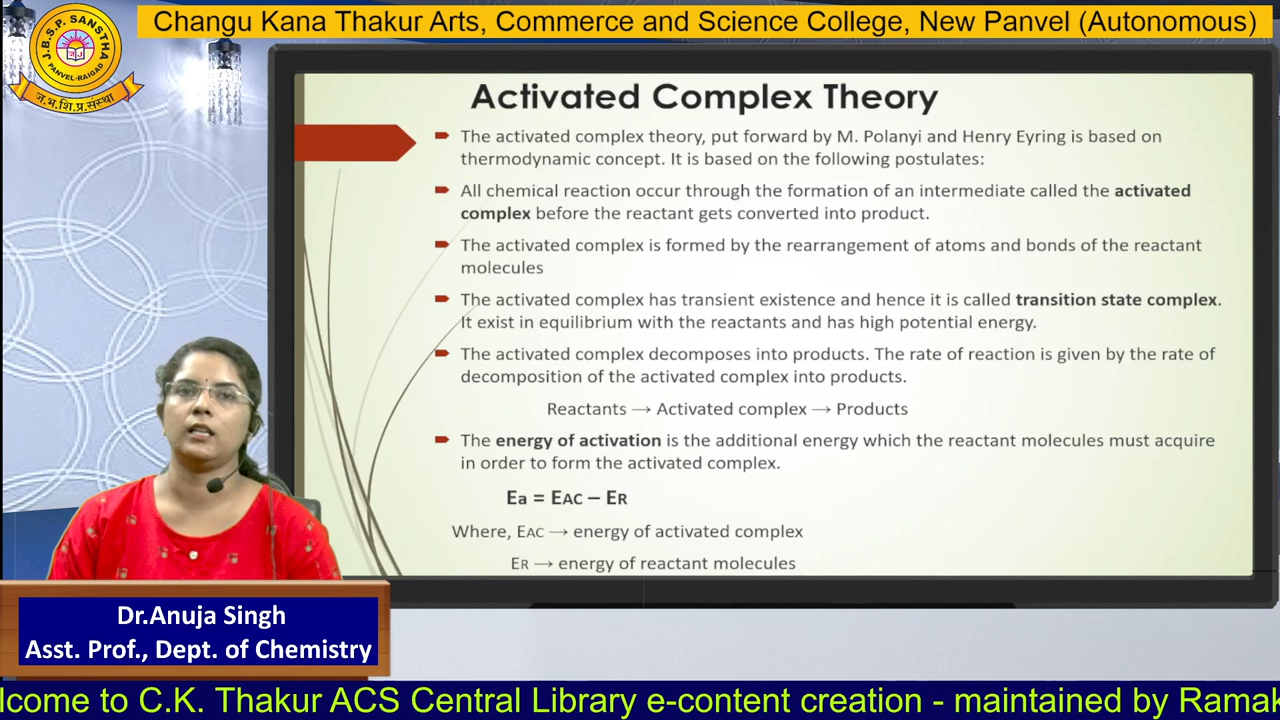 Changu Kana Thakur Arts, Commerce and Science College, New Panvel (Autonomous)
J.B.S.P. SANSTHA
PANVEL-RAIGAD
ज.भ.शि.प्र.संस्था
Activated Complex Theory
The activated complex theory, put forward by M. Polanyi and Henry Eyring is based on
thermodynamic concept. It is based on the following postulates:
All chemical reaction occur through the formation of an intermediate called the activated
complex before the reactant gets converted into product.
The activated complex is formed by the rearrangement of atoms and bonds of the reactant
molecules
The activated complex has transient existence and hence it is called transition state complex.
It exist in equilibrium with the reactants and has high potential energy.
The activated complex decomposes into products. The rate of reaction is given by the rate of
decomposition of the activated complex into products.
Reactants → Activated complex → Products
The energy of activation is the additional energy which the reactant molecules must acquire
in order to form the activated complex.
Ea = EAC – ER
Where, EAC → energy of activated complex
ER → energy of reactant molecules
Dr.Anuja Singh
Asst. Prof., Dept. of Chemistry
lcome to C.K. Thakur ACS Central Library e-content creation - maintained by Ramak